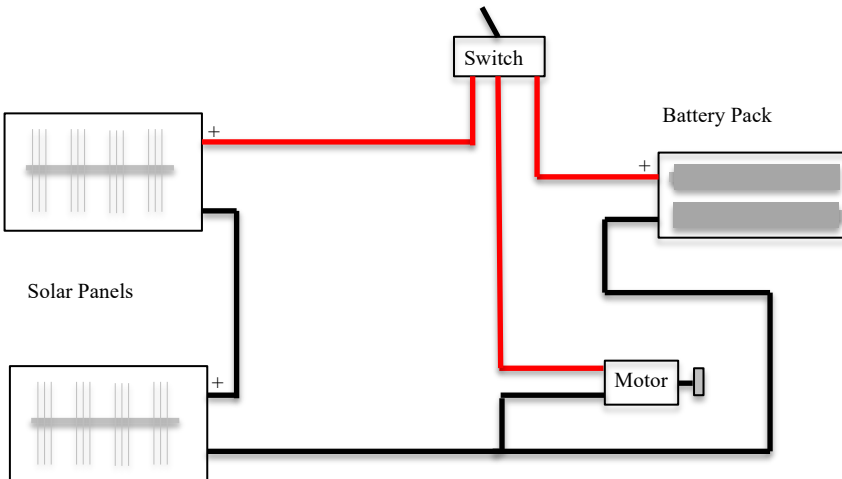 Switch
Battery Pack
+
+
Solar Panels
+
Motor